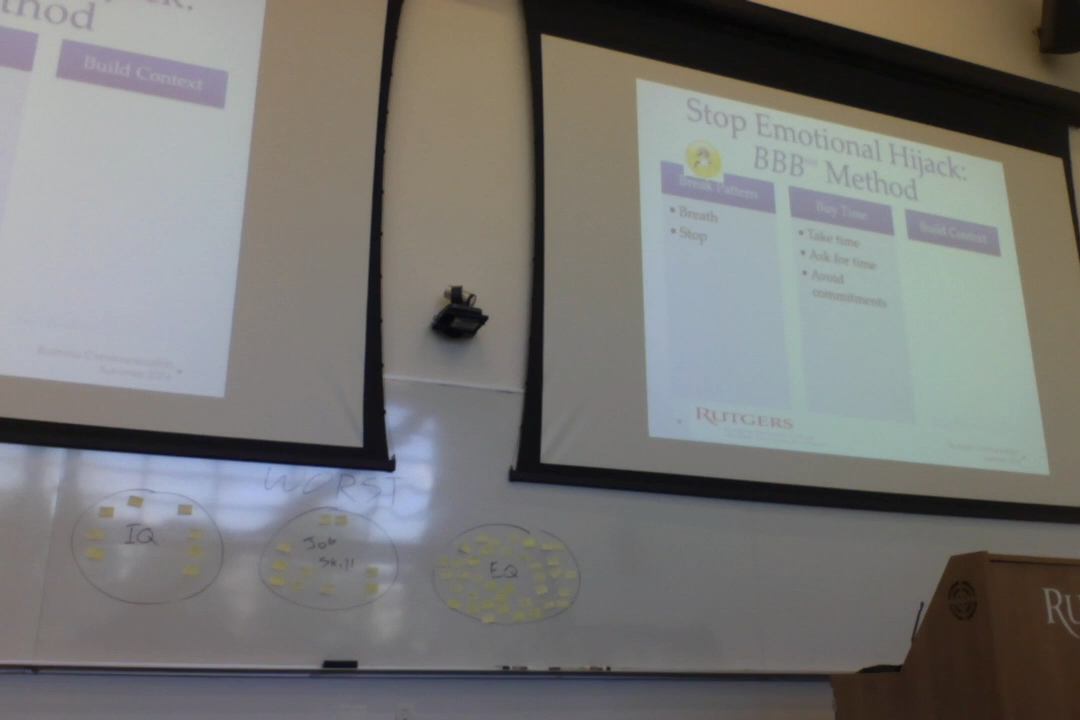 thod
Build Context
Stop Emotional Hijack:
BBB Method
Break Pattern
• Breath
• Stop
Buy Time
• Take time
• Ask for time
• Avoid
commitments
Build Context
RUTGERS
WORST
IQ
Job
Skill
EQ
RU